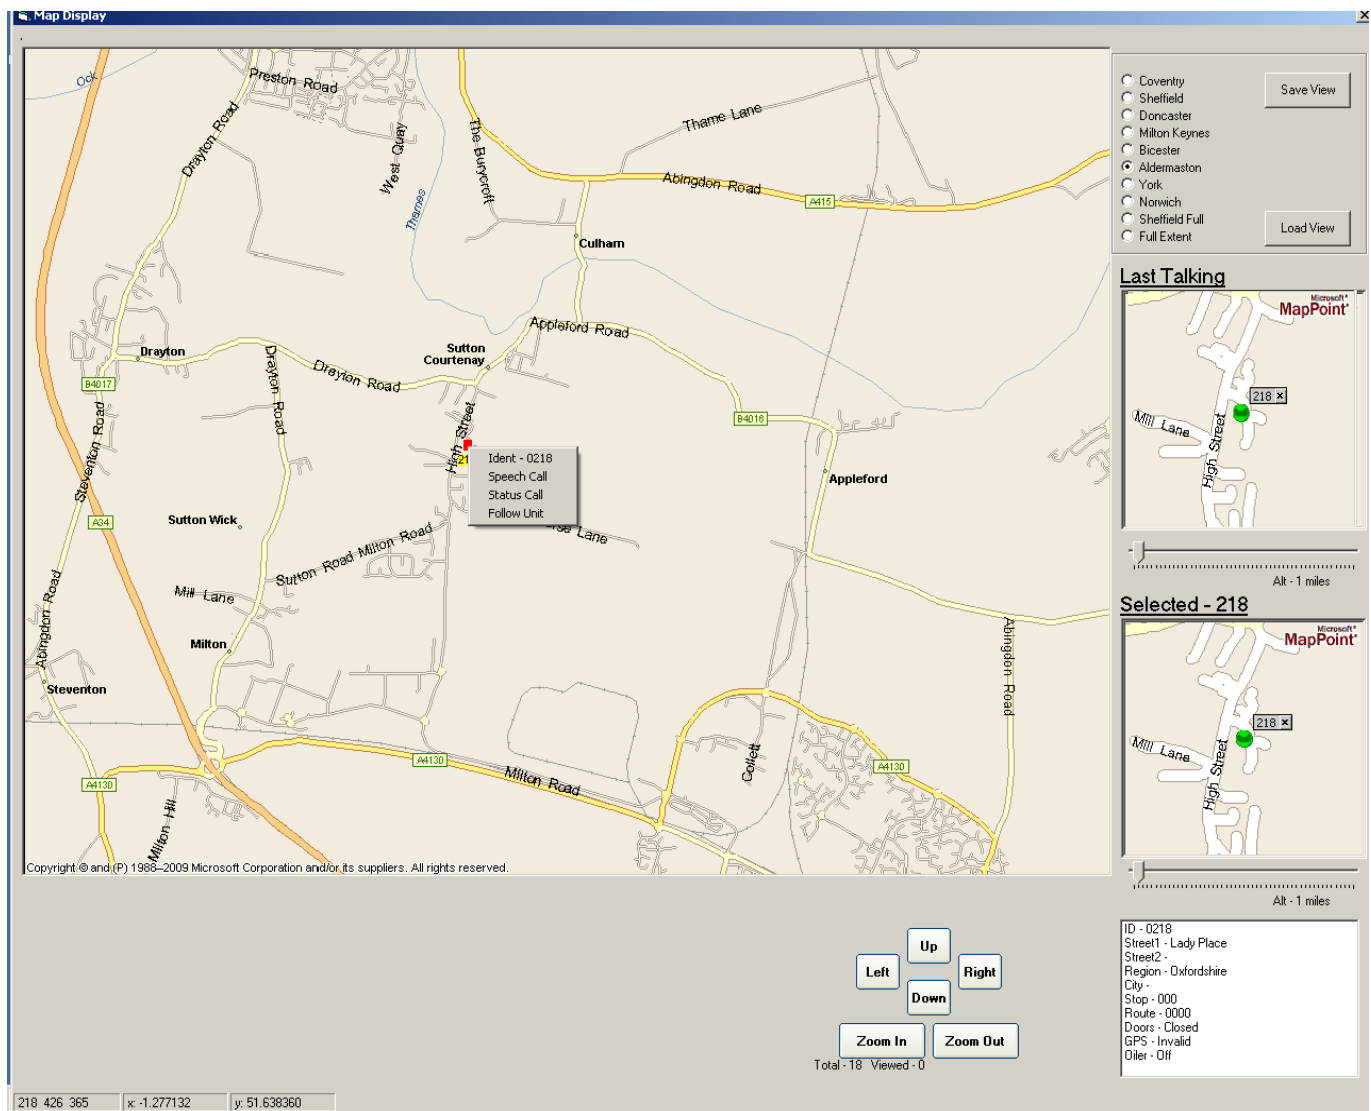 Map Display
Ock
Preston Road
Drayton Road
West Quay
The Burycroft
Thame Lane
Abingdon Road
A415
Thames
Culham
Appleford Road
Sutton
Courtenay
Drayton
Drayton Road
Drayton Road
B4017
B4016
High Street
Steventon Road
Appleford
Ident - 0218
Speech Call
Status Call
Follow Unit
A34
Sutton Wick
Sutton Road Milton Road
Mill Lane
Milton
Abingdon Road
Steventon
Abingdon Road
Collett
A4130
A4130
A4130
Milton Road
Milton Hill
Copyright © and (P) 1988–2009 Microsoft Corporation and/or its suppliers. All rights reserved.
Coventry
Sheffield
Doncaster
Milton Keynes
Bicester
Aldermaston
York
Norwich
Sheffield Full
Full Extent
Save View
Load View
Last Talking
Microsoft®
MapPoint®
218
Mill Lane
High Street
Alt - 1 miles
Selected - 218
Microsoft®
MapPoint®
218
Mill Lane
High Street
Alt - 1 miles
ID - 0218
Street1 - Lady Place
Street2 -
Region - Oxfordshire
City -
Stop - 000
Route - 0000
Doors - Closed
GPS - Invalid
Oiler - Off
Up
Left
Right
Down
Zoom In
Zoom Out
Total - 18 Viewed - 0
218 426 365
x: -1.277132
y: 51.638360